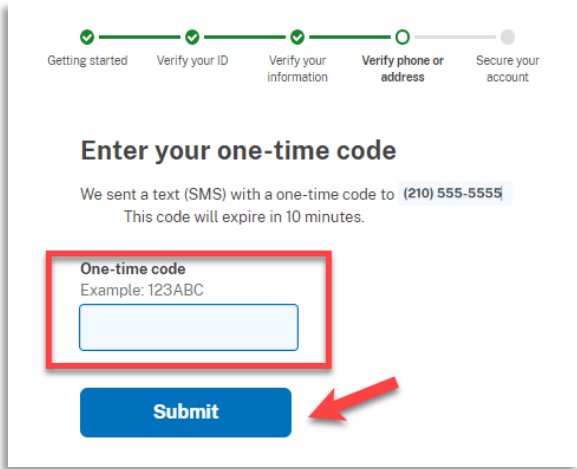 Getting started
Verify your ID
Verify your
information
Verify phone or
address
Secure your
account
Enter your one-time code
We sent a text (SMS) with a one-time code to (210) 555-5555
This code will expire in 10 minutes.
One-time code
Example: 123ABC
Submit